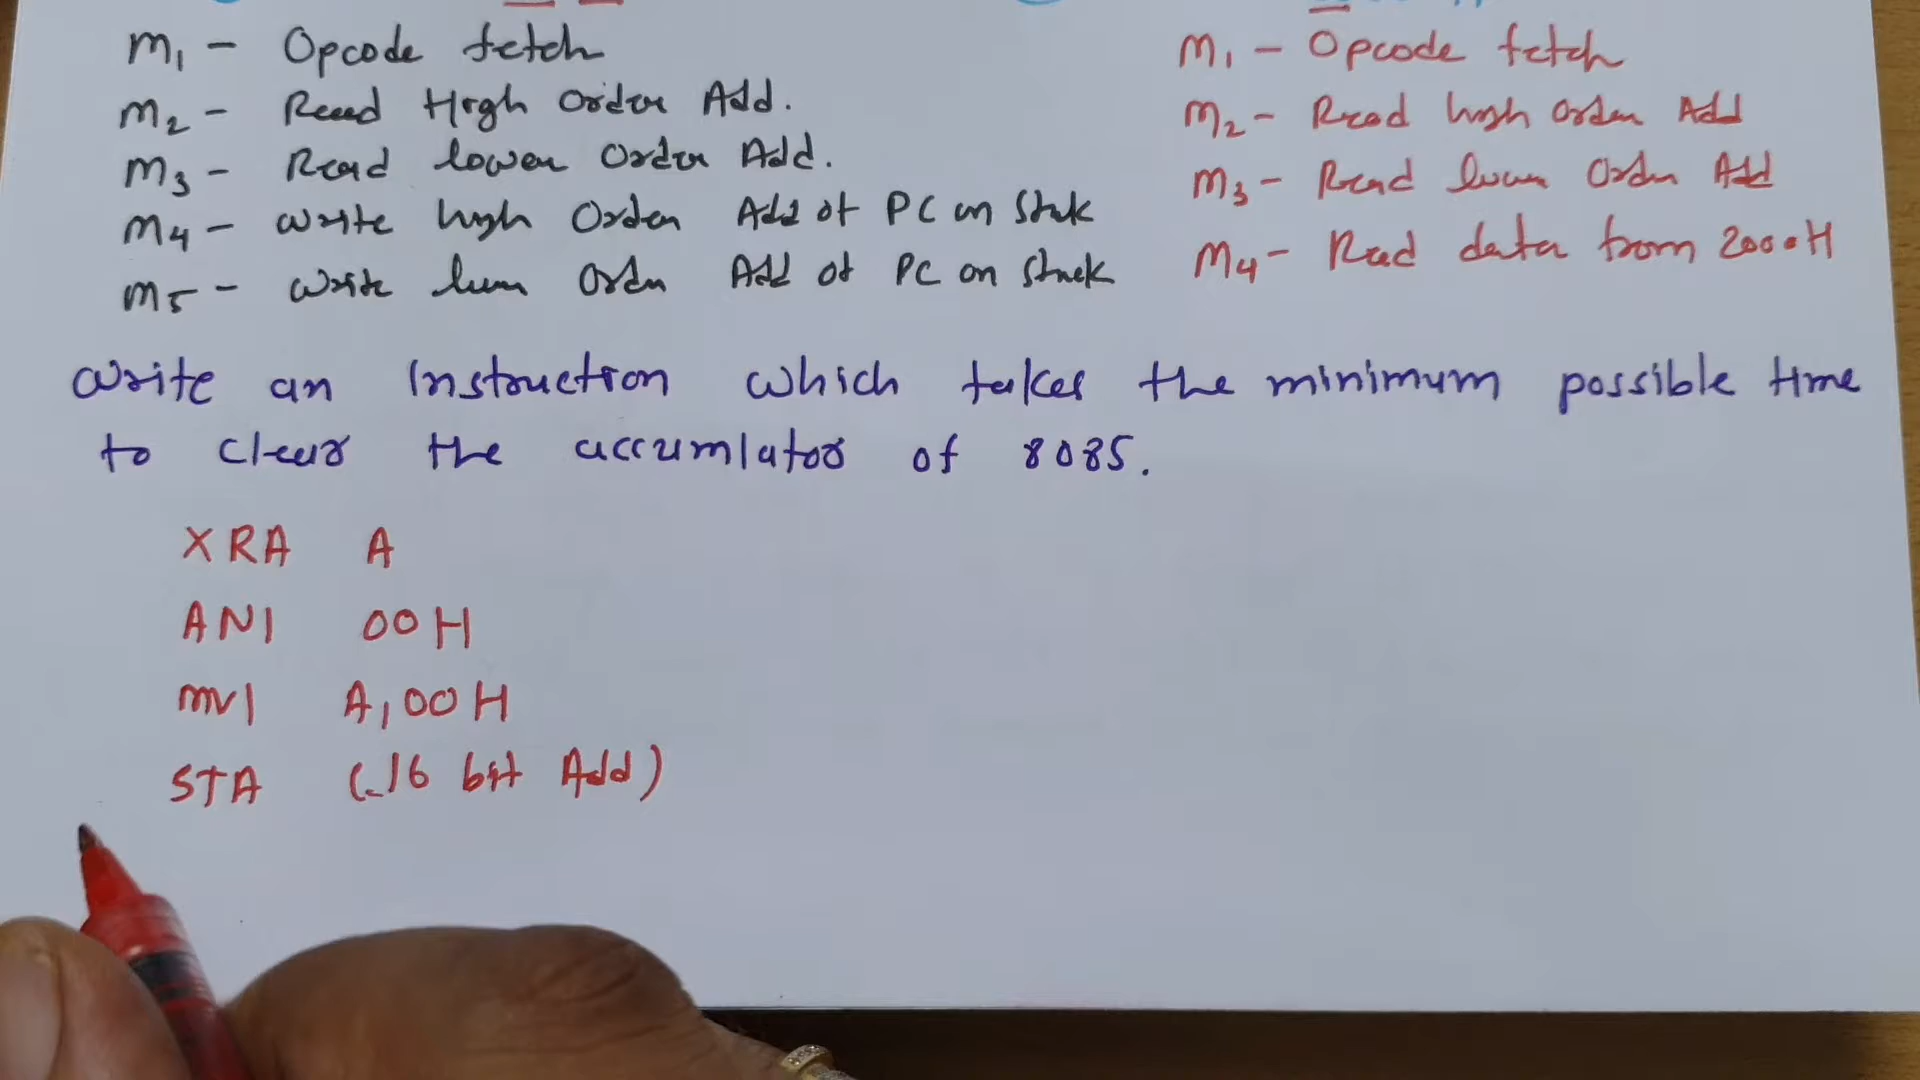 M1 - Opcode fetch
M2 - Read High Order Add.
M3 - Read lower Order Add.
M4 - write high Order Add of PC on Stak
M5 - write lower Order Add of PC on Stack
M1 - Opcode fetch
M2 - Read high Order Add
M3 - Read lower Order Add
M4 - Read data from 2000H
write an Instruction which takes the minimum possible time
to clear the accumlator of 8085.
XRA A
ANI 00H
MVI A,00H
STA (16 bit Add)